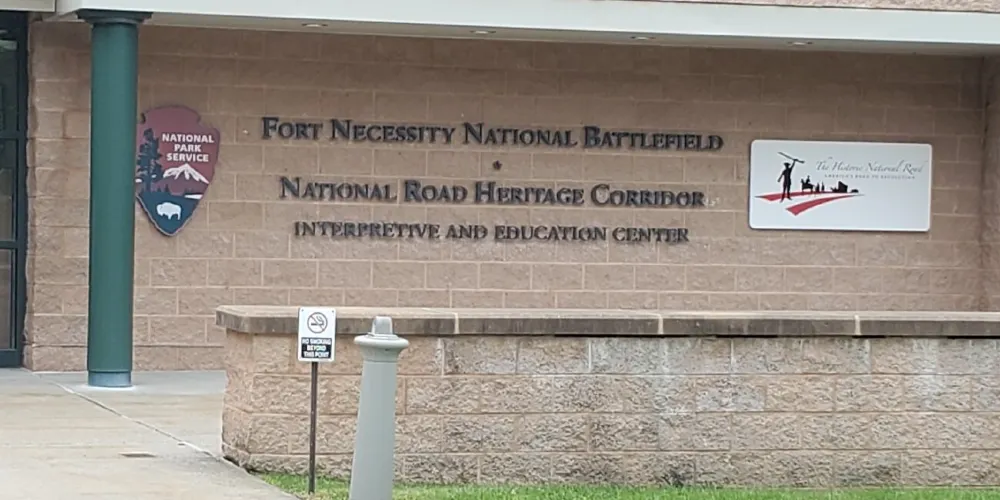 NATIONAL
PARK
SERVICE
FORT NECESSITY NATIONAL BATTLEFIELD
•
NATIONAL ROAD HERITAGE CORRIDOR
INTERPRETIVE AND EDUCATION CENTER
The Historic National Road
NO SMOKING
BEYOND
THIS POINT